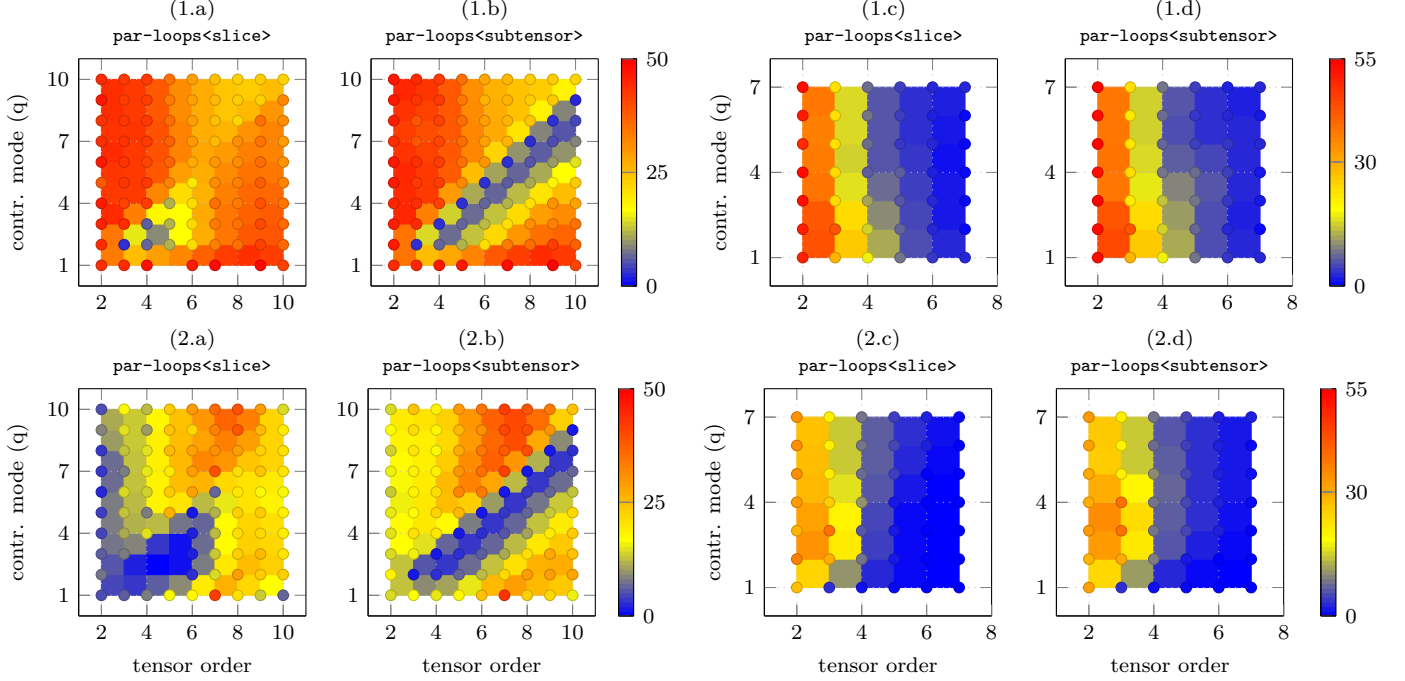 (1.a) (1.b) (1.c) (1.d)
par-loops<slice> par-loops<subtensor> par-loops<slice> par-loops<subtensor>
contr. mode (q)
10
7
4
1
2 4 6 8 10
10
7
4
1
2 4 6 8 10
50
25
0
contr. mode (q)
7
4
1
2 4 6 8
7
4
1
2 4 6 8
55
30
0
(2.a) (2.b) (2.c) (2.d)
par-loops<slice> par-loops<subtensor> par-loops<slice> par-loops<subtensor>
contr. mode (q)
10
7
4
1
2 4 6 8 10
tensor order
10
7
4
1
2 4 6 8 10
tensor order
50
25
0
contr. mode (q)
7
4
1
2 4 6 8
tensor order
7
4
1
2 4 6 8
tensor order
55
30
0